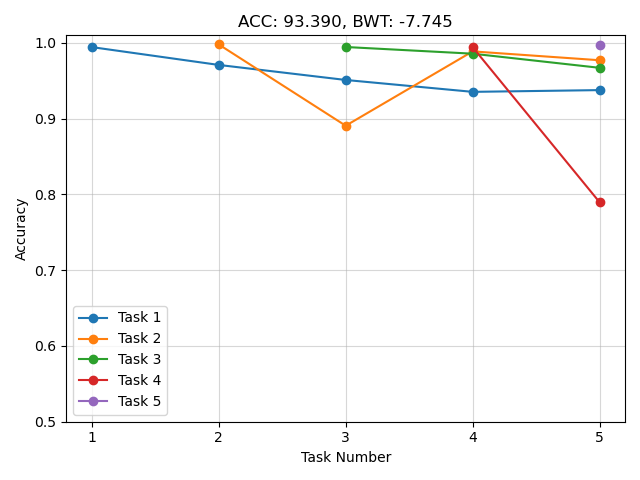 ACC: 93.390, BWT: -7.745
1.0
0.9
0.8
0.7
0.6
0.5
Accuracy
Task 1
Task 2
Task 3
Task 4
Task 5
1 2 3 4 5
Task Number